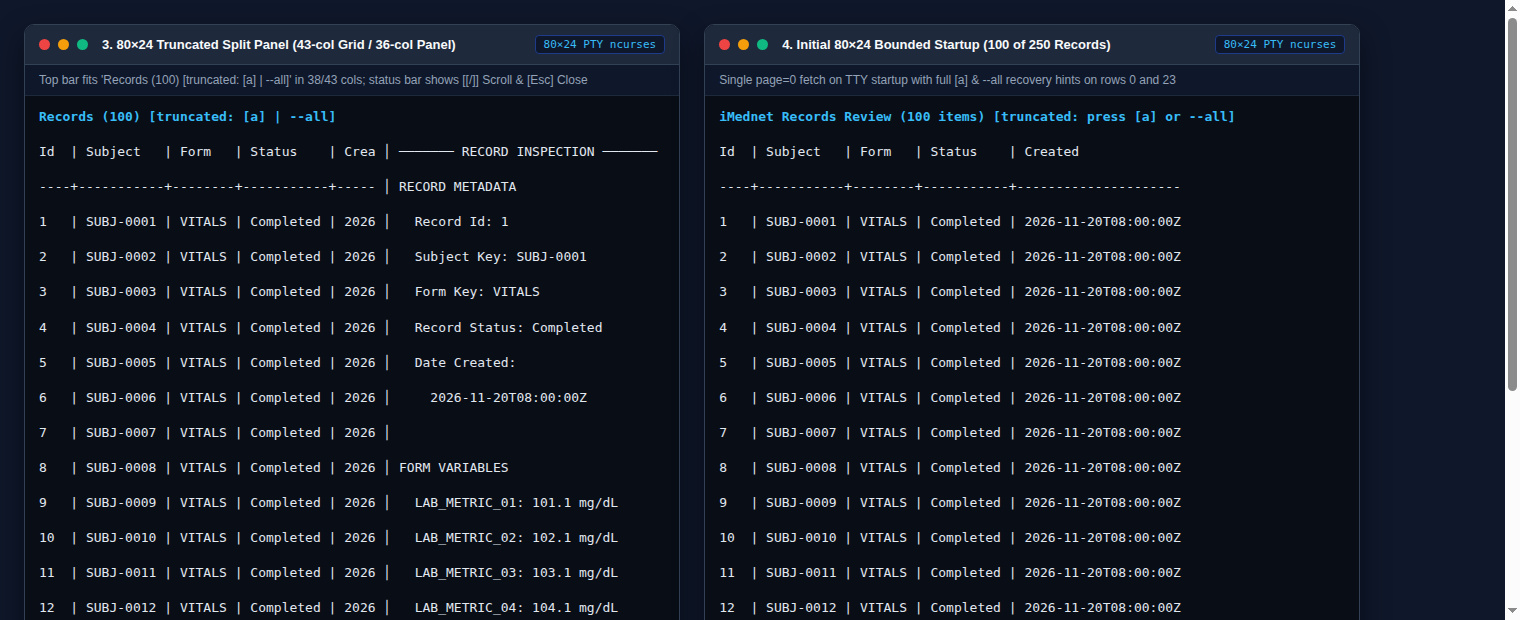 3. 80×24 Truncated Split Panel (43-col Grid / 36-col Panel)
80×24 PTY ncurses
Top bar fits 'Records (100) [truncated: [a] | --all]' in 38/43 cols; status bar shows [[/]] Scroll & [Esc] Close
Records (100) [truncated: [a] | --all]
Id  | Subject   | Form   | Status    | Crea │ ─────── RECORD INSPECTION ───────
----+-----------+--------+-----------+----- │ RECORD METADATA
1   | SUBJ-0001 | VITALS | Completed | 2026 │   Record Id: 1
2   | SUBJ-0002 | VITALS | Completed | 2026 │   Subject Key: SUBJ-0001
3   | SUBJ-0003 | VITALS | Completed | 2026 │   Form Key: VITALS
4   | SUBJ-0004 | VITALS | Completed | 2026 │   Record Status: Completed
5   | SUBJ-0005 | VITALS | Completed | 2026 │   Date Created:
6   | SUBJ-0006 | VITALS | Completed | 2026 │     2026-11-20T08:00:00Z
7   | SUBJ-0007 | VITALS | Completed | 2026 │
8   | SUBJ-0008 | VITALS | Completed | 2026 │ FORM VARIABLES
9   | SUBJ-0009 | VITALS | Completed | 2026 │   LAB_METRIC_01: 101.1 mg/dL
10  | SUBJ-0010 | VITALS | Completed | 2026 │   LAB_METRIC_02: 102.1 mg/dL
11  | SUBJ-0011 | VITALS | Completed | 2026 │   LAB_METRIC_03: 103.1 mg/dL
12  | SUBJ-0012 | VITALS | Completed | 2026 │   LAB_METRIC_04: 104.1 mg/dL
4. Initial 80×24 Bounded Startup (100 of 250 Records)
80×24 PTY ncurses
Single page=0 fetch on TTY startup with full [a] & --all recovery hints on rows 0 and 23
iMednet Records Review (100 items) [truncated: press [a] or --all]
Id  | Subject   | Form   | Status    | Created
----+-----------+--------+-----------+---------------------
1   | SUBJ-0001 | VITALS | Completed | 2026-11-20T08:00:00Z
2   | SUBJ-0002 | VITALS | Completed | 2026-11-20T08:00:00Z
3   | SUBJ-0003 | VITALS | Completed | 2026-11-20T08:00:00Z
4   | SUBJ-0004 | VITALS | Completed | 2026-11-20T08:00:00Z
5   | SUBJ-0005 | VITALS | Completed | 2026-11-20T08:00:00Z
6   | SUBJ-0006 | VITALS | Completed | 2026-11-20T08:00:00Z
7   | SUBJ-0007 | VITALS | Completed | 2026-11-20T08:00:00Z
8   | SUBJ-0008 | VITALS | Completed | 2026-11-20T08:00:00Z
9   | SUBJ-0009 | VITALS | Completed | 2026-11-20T08:00:00Z
10  | SUBJ-0010 | VITALS | Completed | 2026-11-20T08:00:00Z
11  | SUBJ-0011 | VITALS | Completed | 2026-11-20T08:00:00Z
12  | SUBJ-0012 | VITALS | Completed | 2026-11-20T08:00:00Z